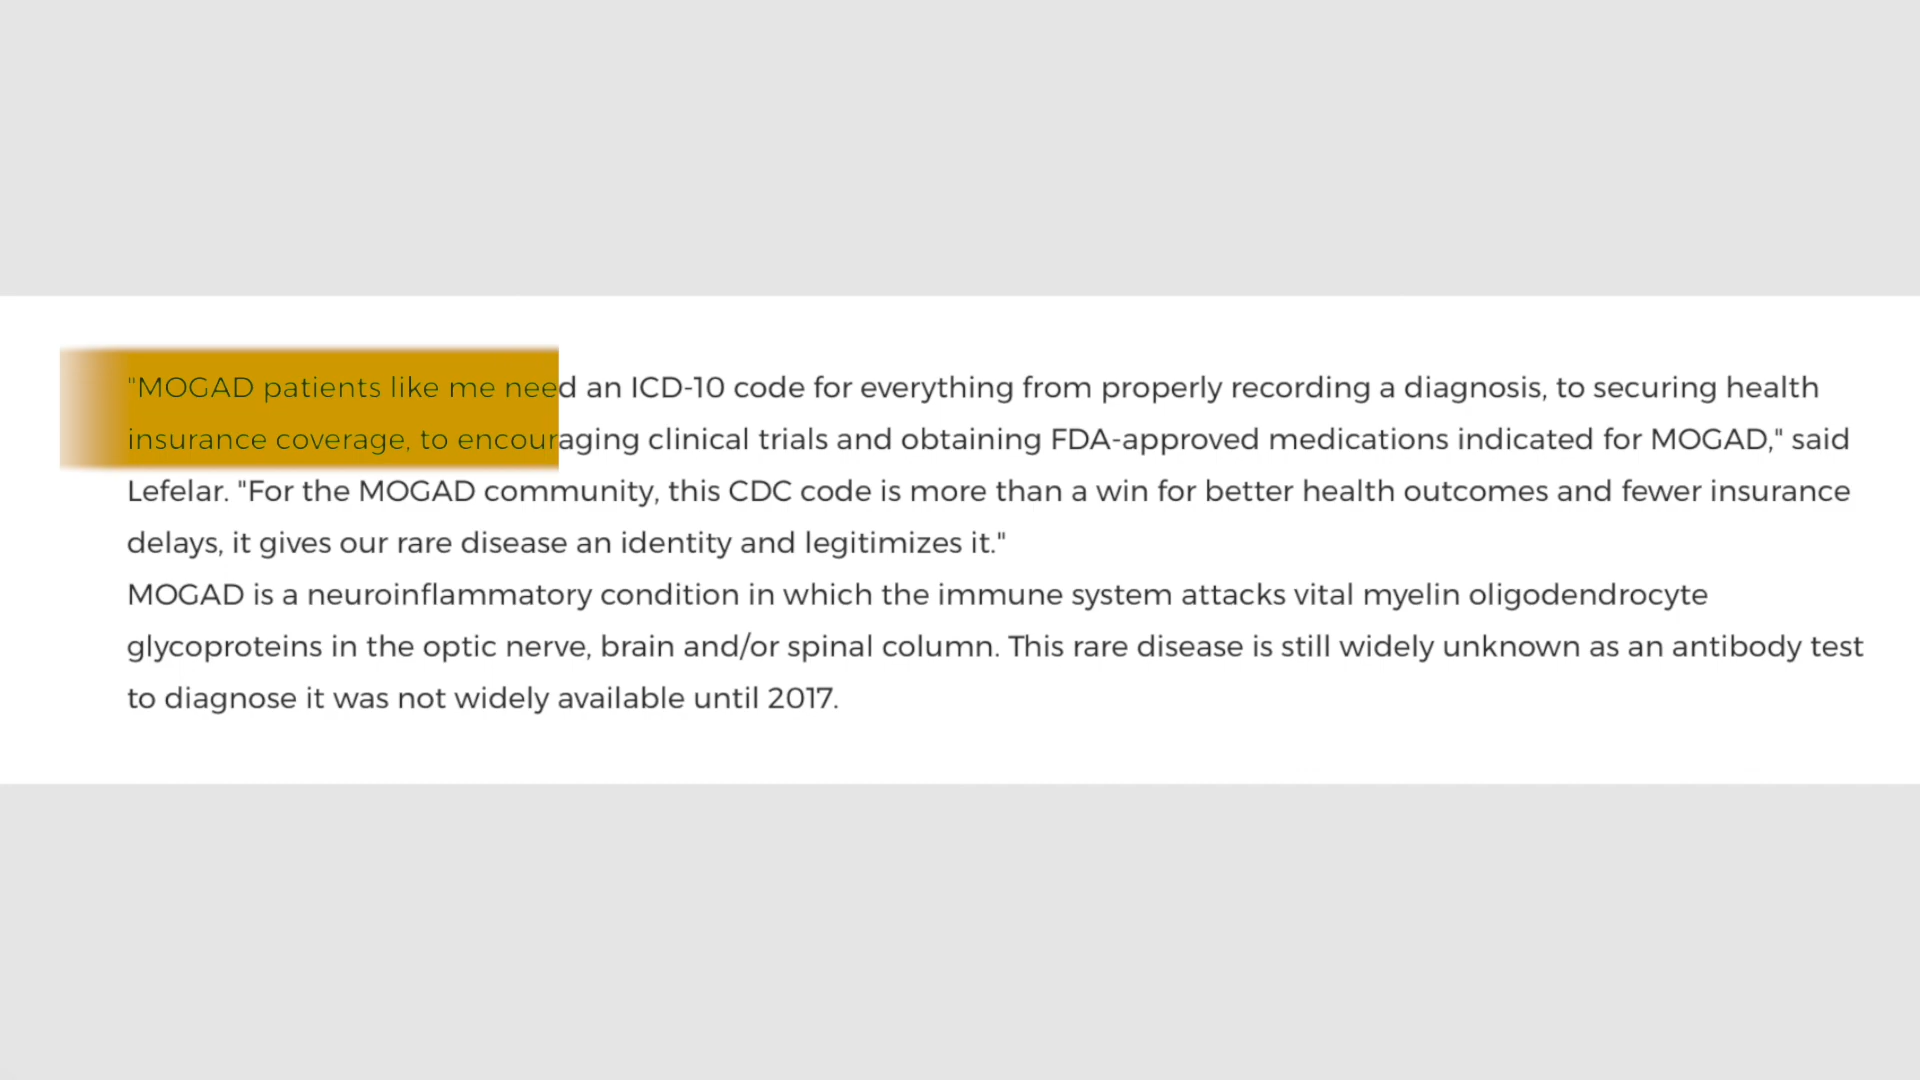 "MOGAD patients like me need an ICD-10 code for everything from properly recording a diagnosis, to securing health
insurance coverage, to encouraging clinical trials and obtaining FDA-approved medications indicated for MOGAD," said
Lefelar. "For the MOGAD community, this CDC code is more than a win for better health outcomes and fewer insurance
delays, it gives our rare disease an identity and legitimizes it."
MOGAD is a neuroinflammatory condition in which the immune system attacks vital myelin oligodendrocyte
glycoproteins in the optic nerve, brain and/or spinal column. This rare disease is still widely unknown as an antibody test
to diagnose it was not widely available until 2017.